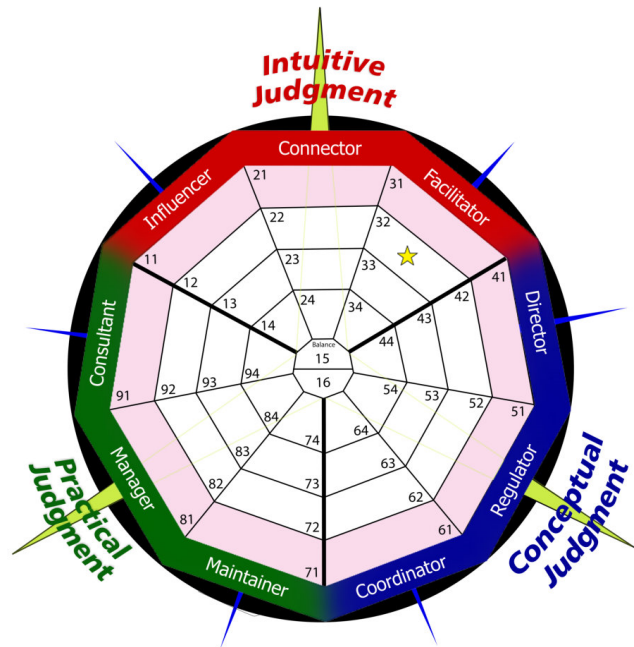 Intuitive
Judgment
Connector
Influencer
Facilitator
21
31
22
32
11
41
12
23
33
42
13
24
34
43
14
44
Balance
15
16
Consultant
Director
91
92
93
94
54
53
52
51
84
74
64
83
73
63
82
72
62
81
71
61
Manager
Regulator
Maintainer
Coordinator
Practical
Judgment
Conceptual
Judgment